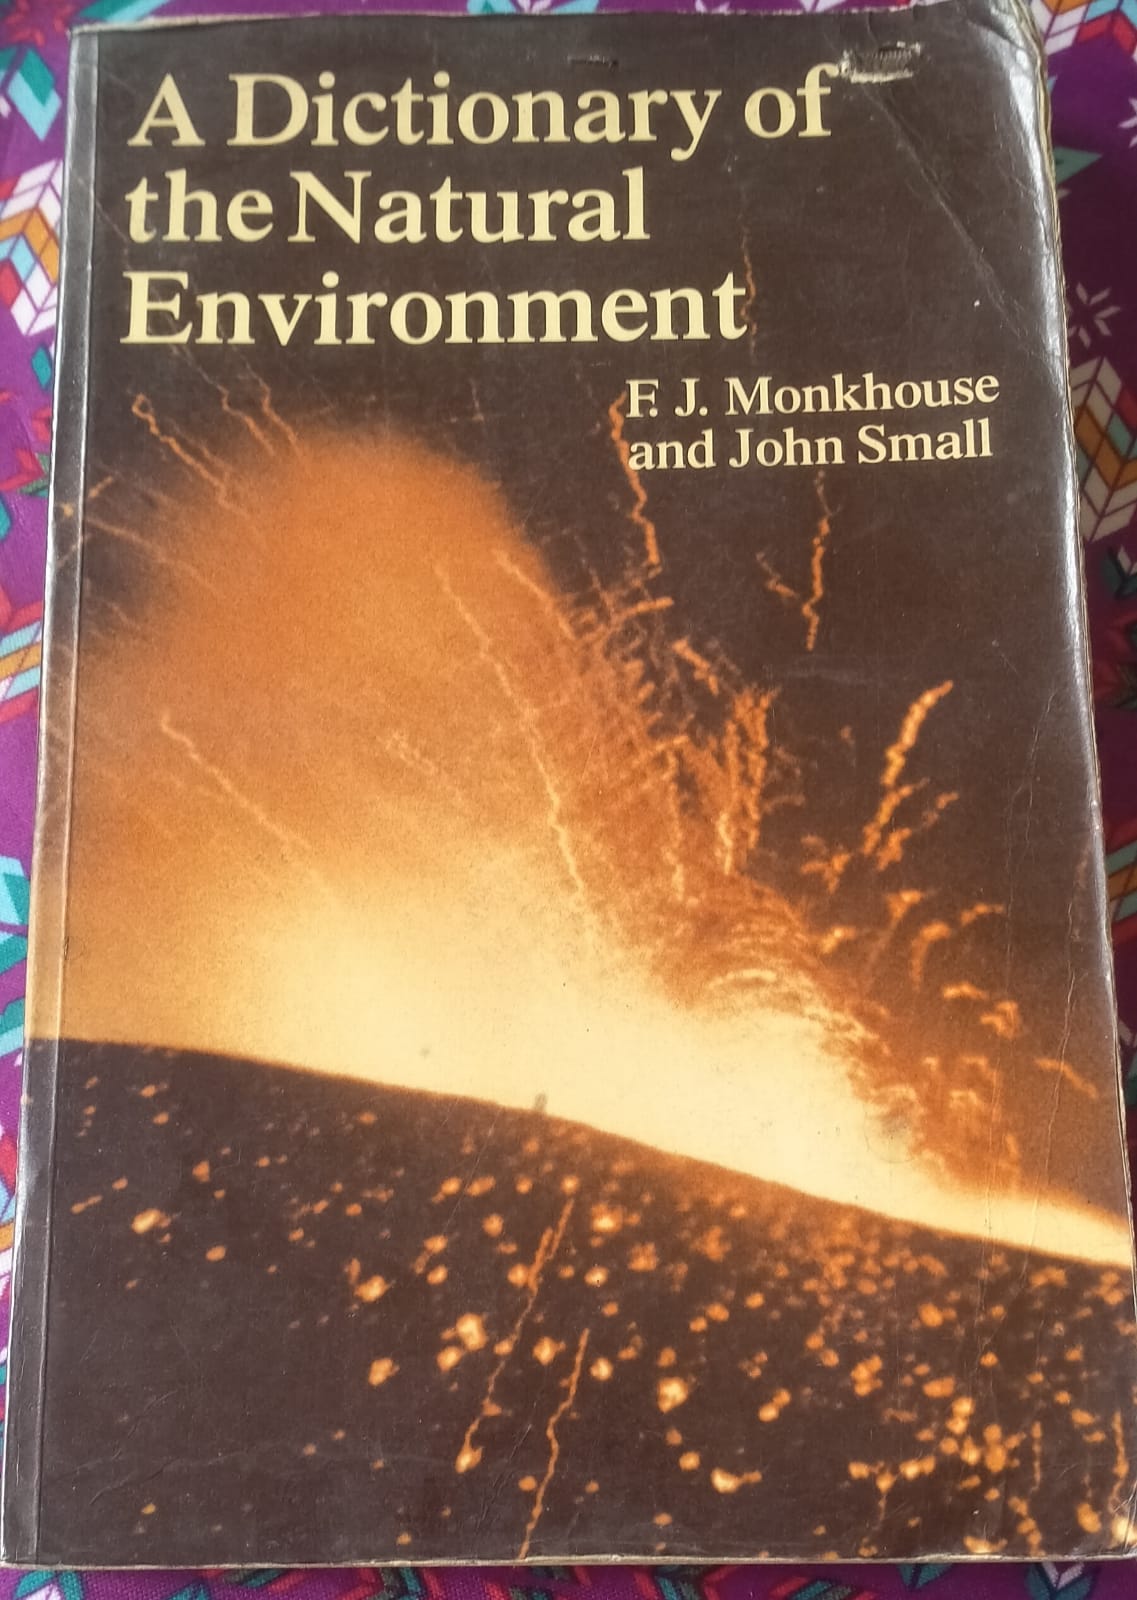 A Dictionary of
the Natural
Environment
F. J. Monkhouse
and John Small